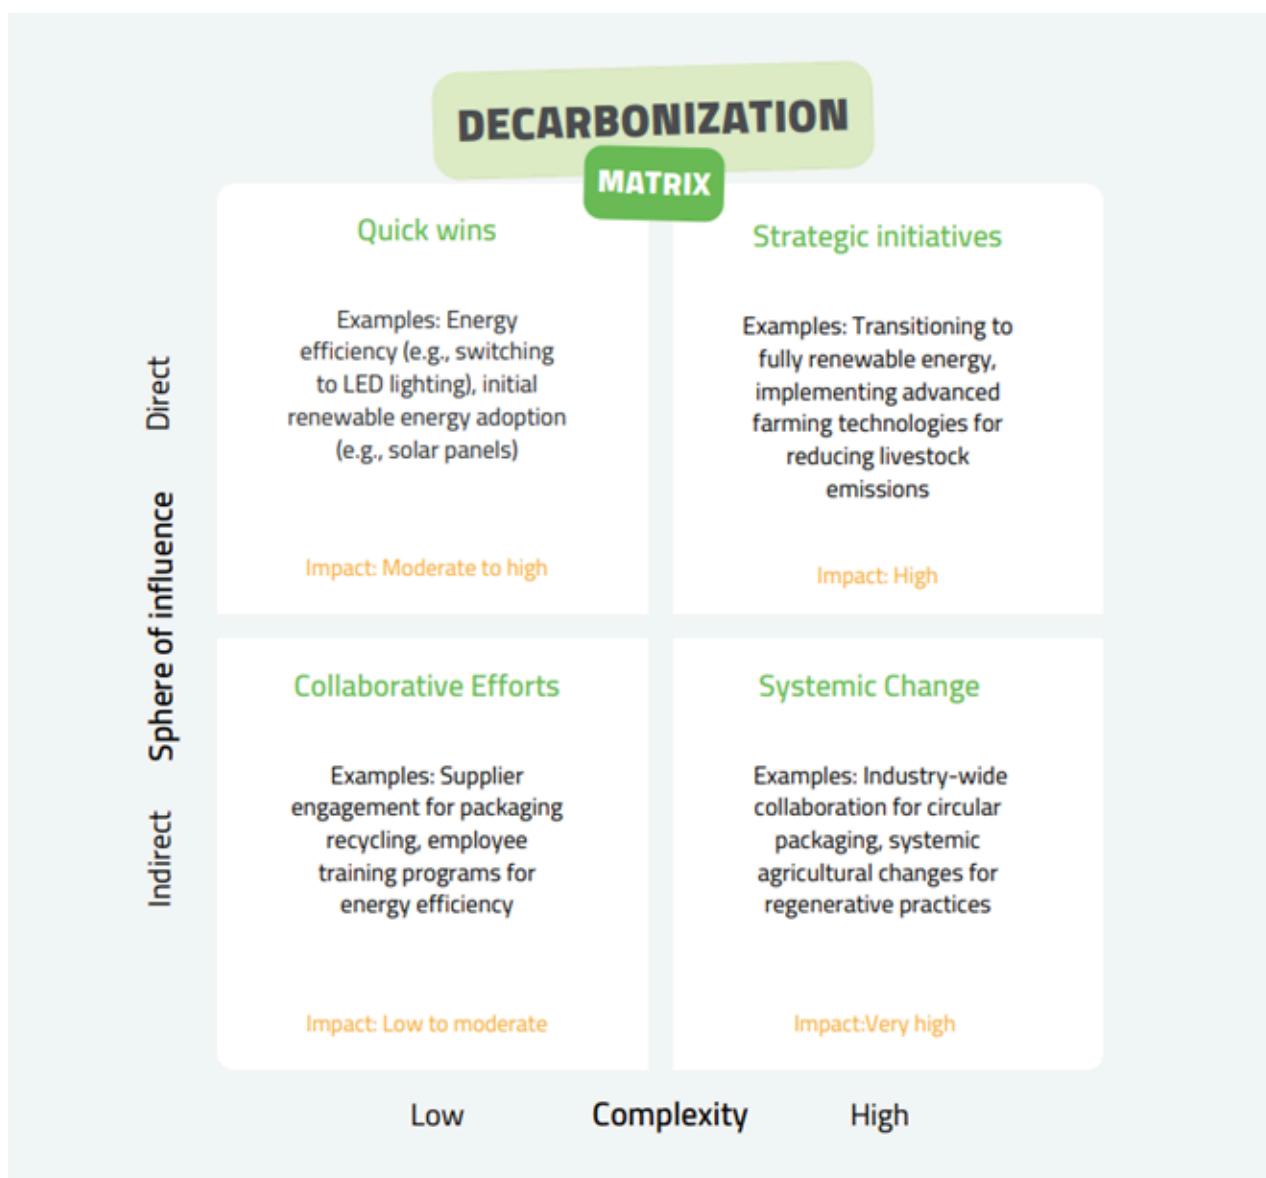 DECARBONIZATION
MATRIX
Quick wins
Examples: Energy
efficiency (e.g., switching
to LED lighting), initial
renewable energy adoption
(e.g., solar panels)
Impact: Moderate to high
Strategic initiatives
Examples: Transitioning to
fully renewable energy,
implementing advanced
farming technologies for
reducing livestock
emissions
Impact: High
Collaborative Efforts
Examples: Supplier
engagement for packaging
recycling, employee
training programs for
energy efficiency
Impact: Low to moderate
Systemic Change
Examples: Industry-wide
collaboration for circular
packaging, systemic
agricultural changes for
regenerative practices
Impact:Very high
Direct
Sphere of influence
Indirect
Low
Complexity
High